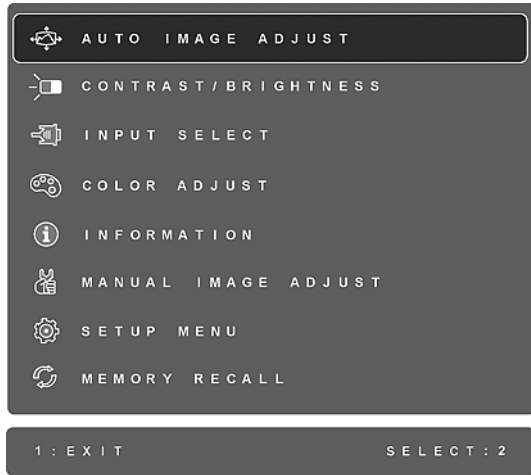 AUTO IMAGE ADJUST
CONTRAST/BRIGHTNESS
INPUT SELECT
COLOR ADJUST
INFORMATION
MANUAL IMAGE ADJUST
SETUP MENU
MEMORY RECALL
1:EXIT SELECT:2